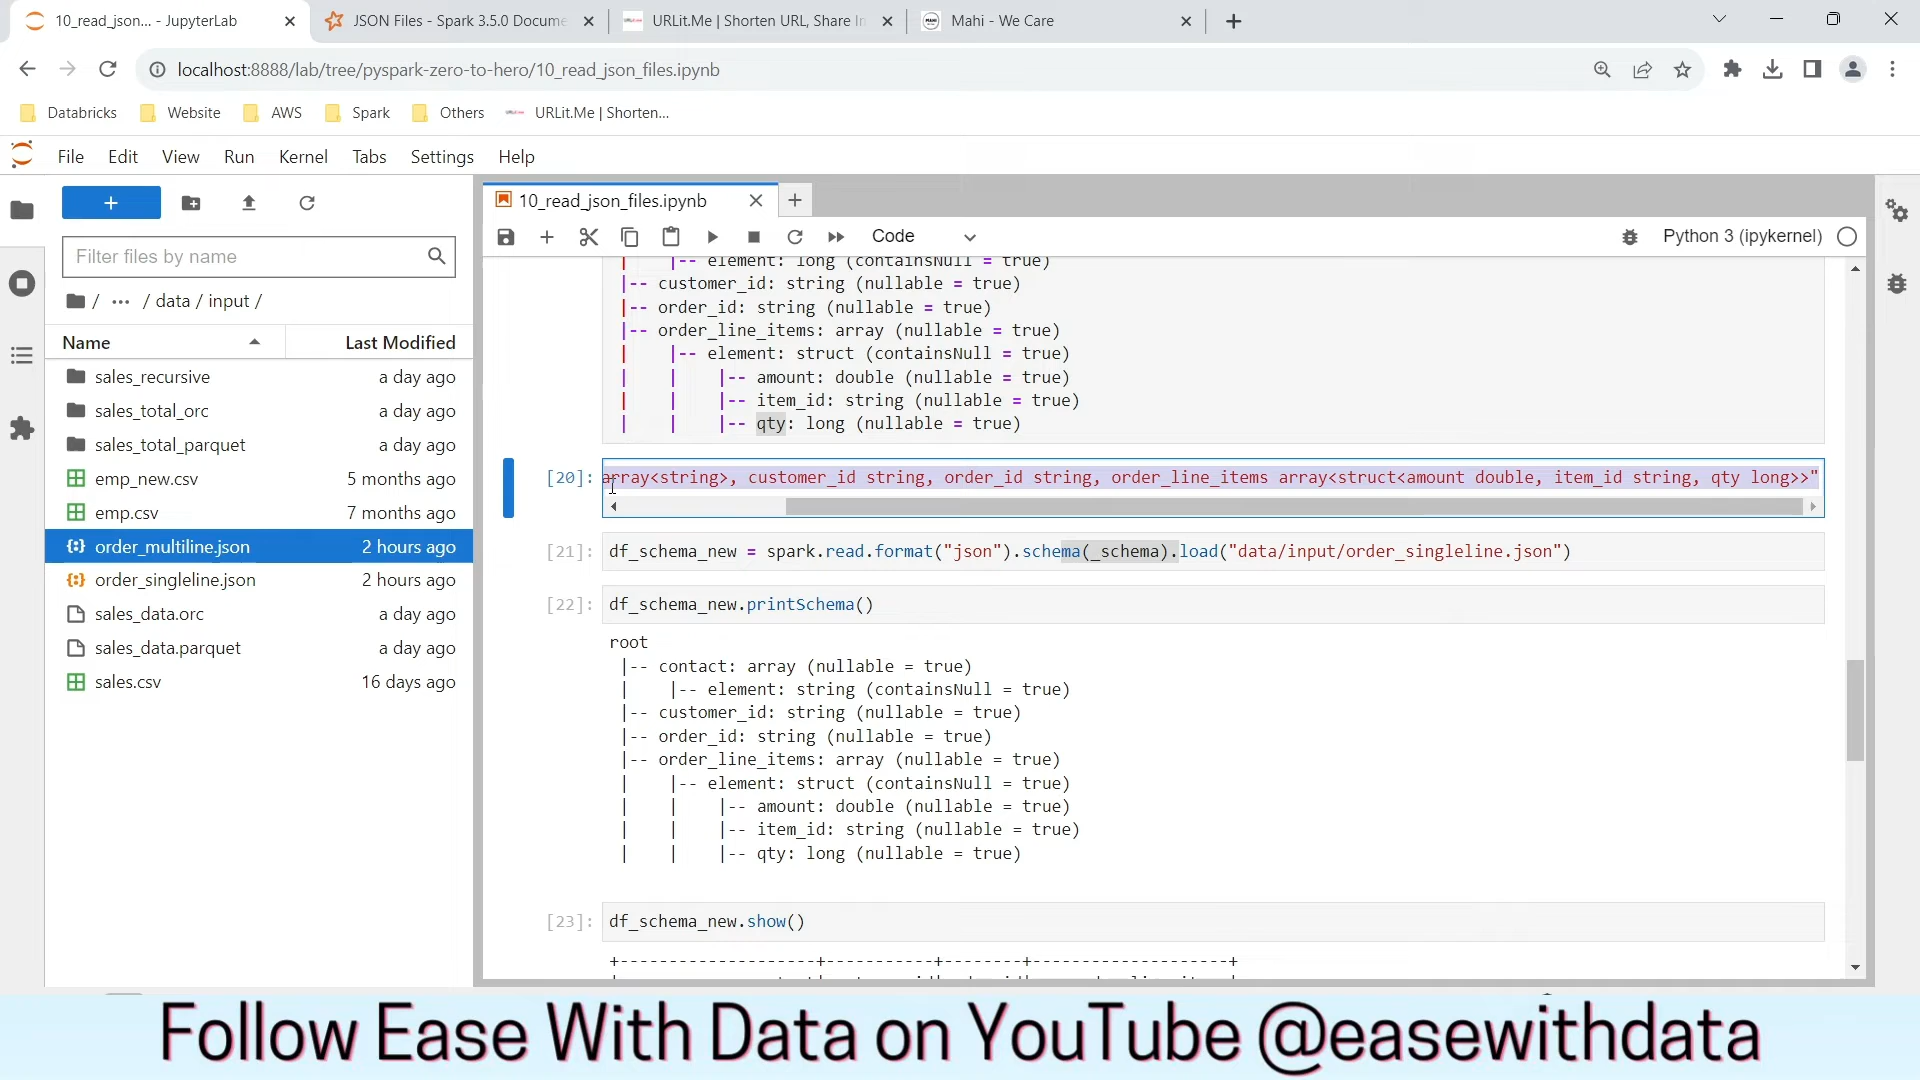 10_read_json... - JupyterLab
JSON Files - Spark 3.5.0 Docume
URLit.Me | Shorten URL, Share In
Mahi - We Care
localhost:8888/lab/tree/pyspark-zero-to-hero/10_read_json_files.ipynb
Databricks
Website
AWS
Spark
Others
URLit.Me | Shorten...
File Edit View Run Kernel Tabs Settings Help
Filter files by name
/ ... / data / input /
Name Last Modified
sales_recursive a day ago
sales_total_orc a day ago
sales_total_parquet a day ago
emp_new.csv 5 months ago
emp.csv 7 months ago
order_multiline.json 2 hours ago
order_singleline.json 2 hours ago
sales_data.orc a day ago
sales_data.parquet a day ago
sales.csv 16 days ago
10_read_json_files.ipynb
Code
Python 3 (ipykernel)
|   |-- element: long (containsNull = true)
|-- customer_id: string (nullable = true)
|-- order_id: string (nullable = true)
|-- order_line_items: array (nullable = true)
|   |-- element: struct (containsNull = true)
|   |   |-- amount: double (nullable = true)
|   |   |-- item_id: string (nullable = true)
|   |   |-- qty: long (nullable = true)
[20]: array<string>, customer_id string, order_id string, order_line_items array<struct<amount double, item_id string, qty long>>"
[21]: df_schema_new = spark.read.format("json").schema(_schema).load("data/input/order_singleline.json")
[22]: df_schema_new.printSchema()
root
|-- contact: array (nullable = true)
|   |-- element: string (containsNull = true)
|-- customer_id: string (nullable = true)
|-- order_id: string (nullable = true)
|-- order_line_items: array (nullable = true)
|   |-- element: struct (containsNull = true)
|   |   |-- amount: double (nullable = true)
|   |   |-- item_id: string (nullable = true)
|   |   |-- qty: long (nullable = true)
[23]: df_schema_new.show()
+--------------------+-----------+--------+--------------------+
Follow Ease With Data on YouTube @easewithdata